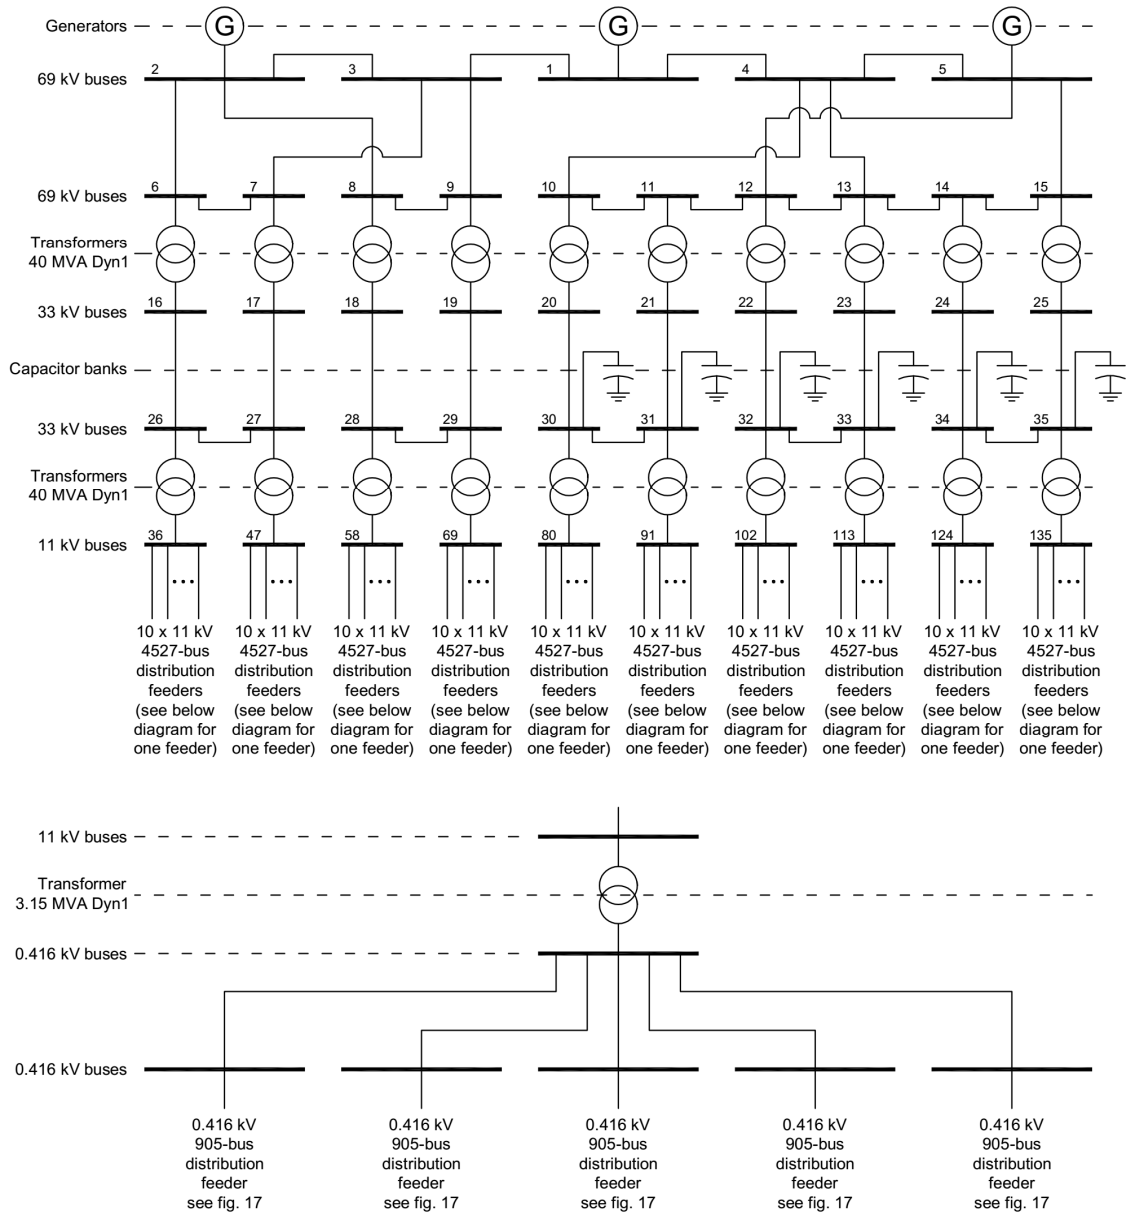 Generators
G G G
69 kV buses
2 3 1 4 5
69 kV buses
6 7 8 9 10 11 12 13 14 15
Transformers
40 MVA Dyn1
33 kV buses
16 17 18 19 20 21 22 23 24 25
Capacitor banks
33 kV buses
26 27 28 29 30 31 32 33 34 35
Transformers
40 MVA Dyn1
11 kV buses
36 47 58 69 80 91 102 113 124 135
... ... ... ... ... ... ... ... ... ...
10 x 11 kV 10 x 11 kV 10 x 11 kV 10 x 11 kV 10 x 11 kV 10 x 11 kV 10 x 11 kV 10 x 11 kV 10 x 11 kV 10 x 11 kV
4527-bus 4527-bus 4527-bus 4527-bus 4527-bus 4527-bus 4527-bus 4527-bus 4527-bus 4527-bus
distribution distribution distribution distribution distribution distribution distribution distribution distribution distribution
feeders feeders feeders feeders feeders feeders feeders feeders feeders feeders
(see below (see below (see below (see below (see below (see below (see below (see below (see below (see below
diagram for diagram for diagram for diagram for diagram for diagram for diagram for diagram for diagram for diagram for
one feeder) one feeder) one feeder) one feeder) one feeder) one feeder) one feeder) one feeder) one feeder) one feeder)
11 kV buses
Transformer
3.15 MVA Dyn1
0.416 kV buses
0.416 kV buses
0.416 kV 0.416 kV 0.416 kV 0.416 kV 0.416 kV
905-bus 905-bus 905-bus 905-bus 905-bus
distribution distribution distribution distribution distribution
feeder feeder feeder feeder feeder
see fig. 17 see fig. 17 see fig. 17 see fig. 17 see fig. 17